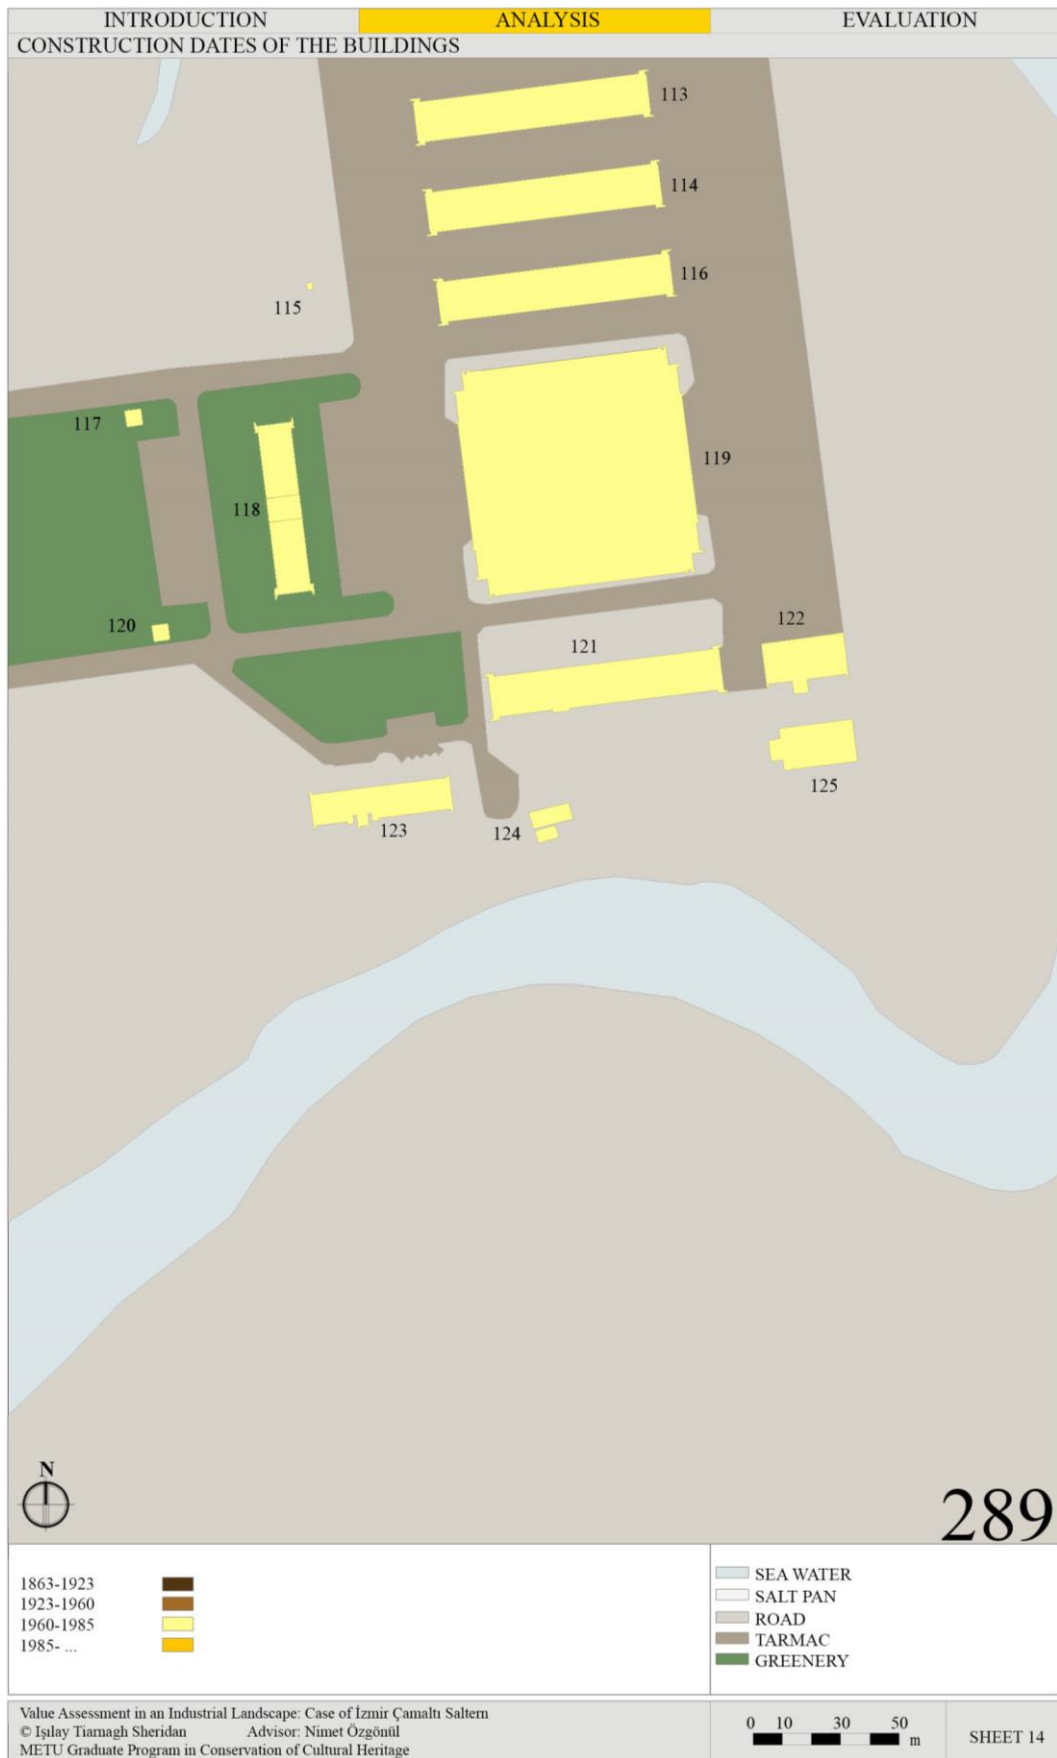 INTRODUCTION ANALYSIS EVALUATION
CONSTRUCTION DATES OF THE BUILDINGS
113
114
116
115
117
119
118
120
122
121
125
123
124
N
289
1863-1923
1923-1960
1960-1985
1985- ...
SEA WATER
SALT PAN
ROAD
TARMAC
GREENERY
Value Assessment in an Industrial Landscape: Case of İzmir Çamaltı Saltern
© Işılay Tiarnagh Sheridan Advisor: Nimet Özgönül
METU Graduate Program in Conservation of Cultural Heritage
0 10 30 50
m
SHEET 14